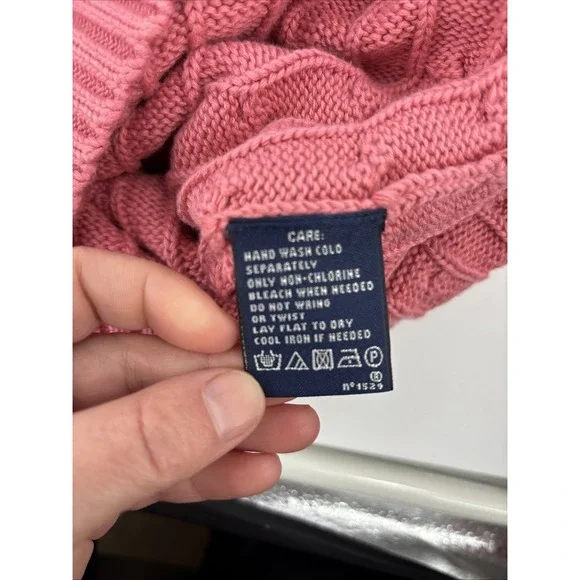 CARE:
HAND WASH COLD
SEPARATELY
ONLY NON-CHLORINE
BLEACH WHEN NEEDED
DO NOT WRING
OR TWIST
LAY FLAT TO DRY
COOL IRON IF NEEDED
P
nº1529